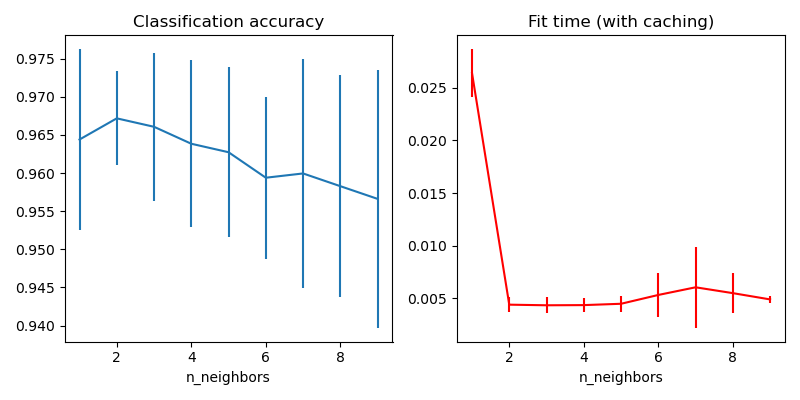 Classification accuracy
0.975
0.970
0.965
0.960
0.955
0.950
0.945
0.940
2 4 6 8
n_neighbors
Fit time (with caching)
0.025
0.020
0.015
0.010
0.005
2 4 6 8
n_neighbors